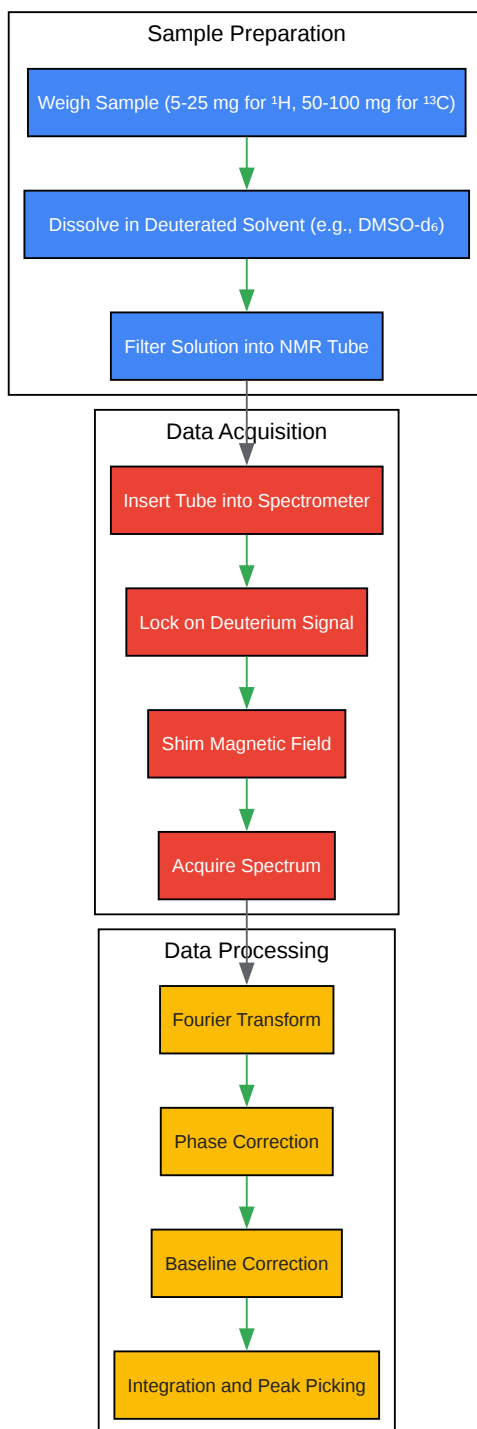 Sample Preparation
Weigh Sample (5-25 mg for ¹H, 50-100 mg for ¹³C)
Dissolve in Deuterated Solvent (e.g., DMSO-d₆)
Filter Solution into NMR Tube
Data Acquisition
Insert Tube into Spectrometer
Lock on Deuterium Signal
Shim Magnetic Field
Acquire Spectrum
Data Processing
Fourier Transform
Phase Correction
Baseline Correction
Integration and Peak Picking